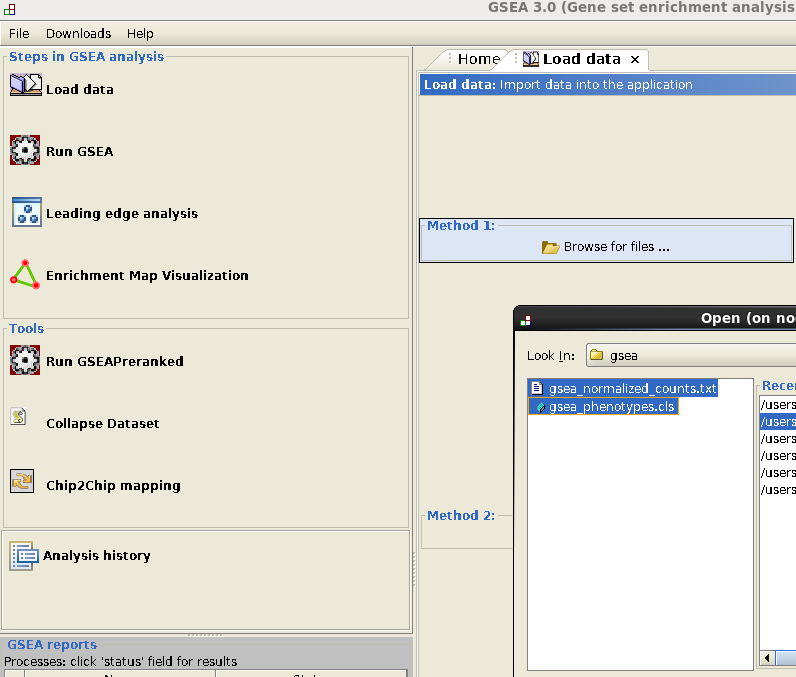 GSEA 3.0 (Gene set enrichment analysis
File Downloads Help
Steps in GSEA analysis
Load data
Run GSEA
Leading edge analysis
Enrichment Map Visualization
Tools
Run GSEAPreranked
Collapse Dataset
Chip2Chip mapping
Analysis history
GSEA reports
Processes: click 'status' field for results
Home
Load data ×
Load data: Import data into the application
Method 1:
Browse for files ...
Method 2:
Open (on no
Look In: gsea
gsea_normalized_counts.txt
gsea_phenotypes.cls
Recen
/users
/users
/users
/users
/users
/users